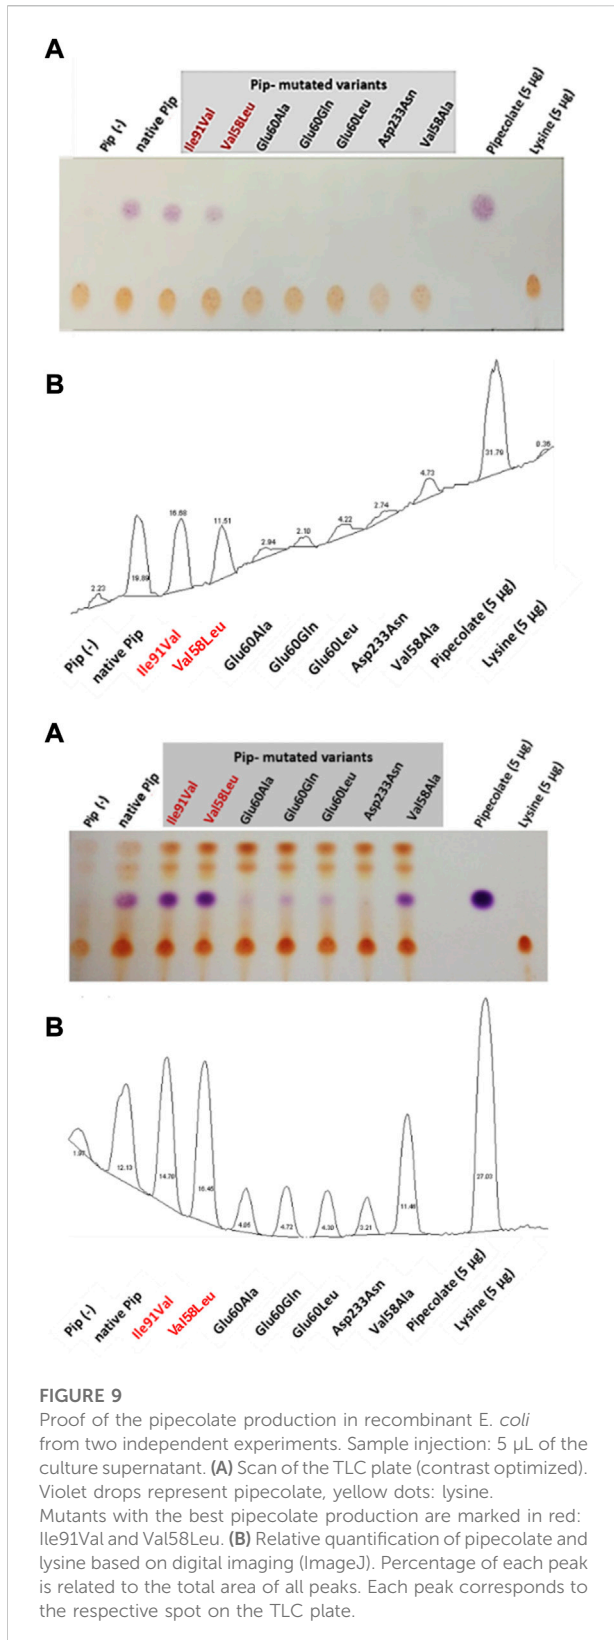 A
Pip- mutated variants
Pip (-)
native Pip
Ile91Val
Val58Leu
Glu60Ala
Glu60Gln
Glu60Leu
Asp233Asn
Val58Ala
Pipecolate (5 µg)
Lysine (5 µg)
B
2.23
19.89
16.68
11.51
2.94
2.10
4.22
2.74
4.73
31.79
0.36
Pip (-)
native Pip
Ile91Val
Val58Leu
Glu60Ala
Glu60Gln
Glu60Leu
Asp233Asn
Val58Ala
Pipecolate (5 µg)
Lysine (5 µg)
A
Pip- mutated variants
Pip (-)
native Pip
Ile91Val
Val58Leu
Glu60Ala
Glu60Gln
Glu60Leu
Asp233Asn
Val58Ala
Pipecolate (5 µg)
Lysine (5 µg)
B
12.13
14.78
16.45
4.72
4.30
3.21
11.46
27.03
Pip (-)
native Pip
Ile91Val
Val58Leu
Glu60Ala
Glu60Gln
Glu60Leu
Asp233Asn
Val58Ala
Pipecolate (5 µg)
Lysine (5 µg)
FIGURE 9
Proof of the pipecolate production in recombinant E. coli
from two independent experiments. Sample injection: 5 µL of the
culture supernatant. (A) Scan of the TLC plate (contrast optimized).
Violet drops represent pipecolate, yellow dots: lysine.
Mutants with the best pipecolate production are marked in red:
Ile91Val and Val58Leu. (B) Relative quantification of pipecolate and
lysine based on digital imaging (ImageJ). Percentage of each peak
is related to the total area of all peaks. Each peak corresponds to
the respective spot on the TLC plate.